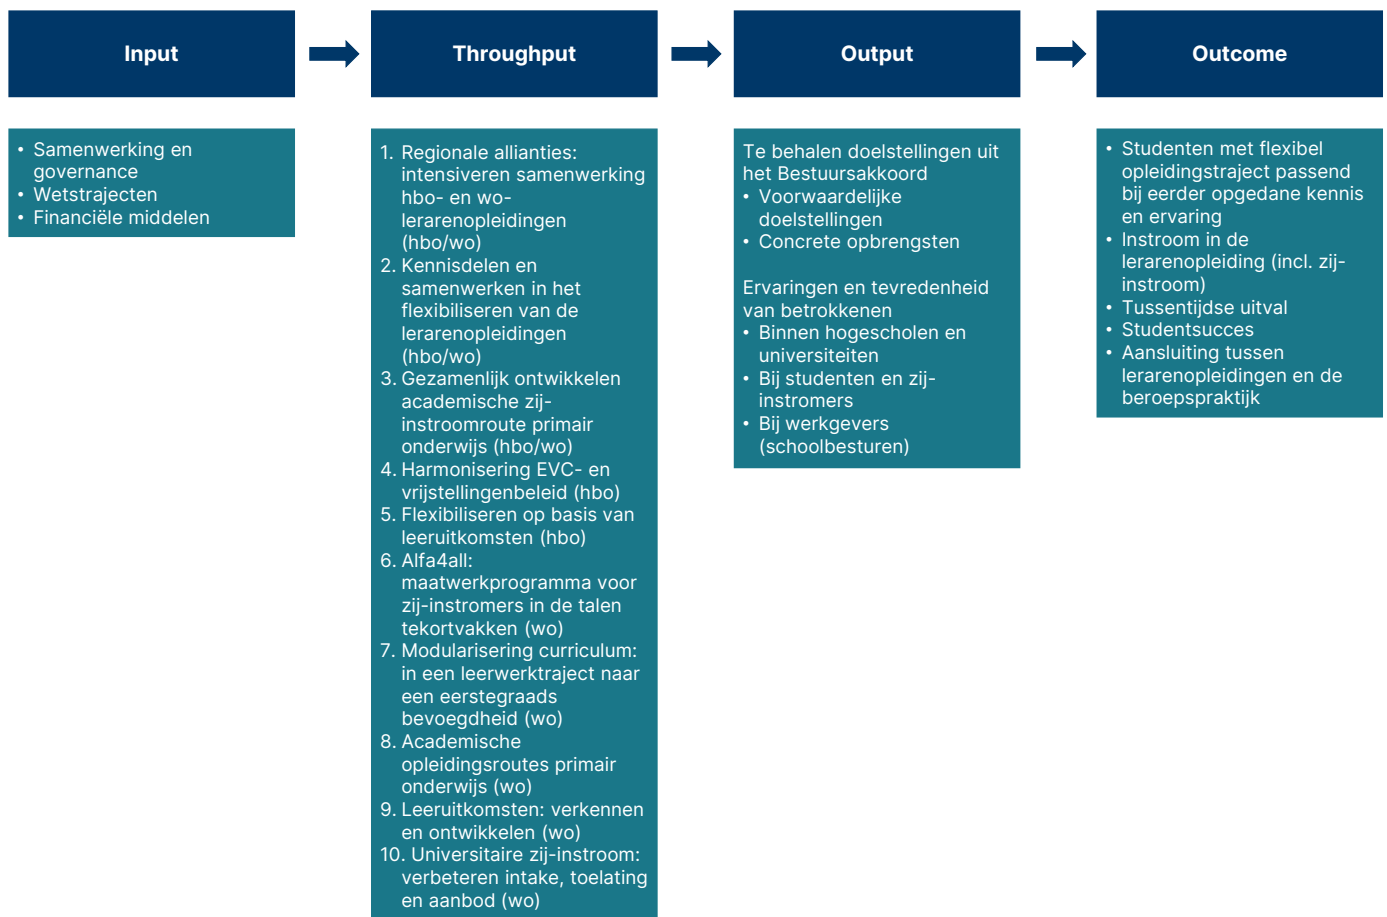 Input
Throughput
Output
Outcome
• Samenwerking en
governance
• Wetstrajecten
• Financiële middelen
1. Regionale allianties:
intensiveren samenwerking
hbo- en wo-
lerarenopleidingen
(hbo/wo)
2. Kennisdelen en
samenwerken in het
flexibiliseren van de
lerarenopleidingen
(hbo/wo)
3. Gezamenlijk ontwikkelen
academische zij-
instroomroute primair
onderwijs (hbo/wo)
4. Harmonisering EVC- en
vrijstellingenbeleid (hbo)
5. Flexibiliseren op basis van
leeruitkomsten (hbo)
6. Alfa4all:
maatwerkprogramma voor
zij-instromers in de talen
tekortvakken (wo)
7. Modularisering curriculum:
in een leerwerktraject naar
een eerstegraads
bevoegdheid (wo)
8. Academische
opleidingsroutes primair
onderwijs (wo)
9. Leeruitkomsten: verkennen
en ontwikkelen (wo)
10. Universitaire zij-instroom:
verbeteren intake, toelating
en aanbod (wo)
Te behalen doelstellingen uit
het Bestuursakkoord
• Voorwaardelijke
doelstellingen
• Concrete opbrengsten
Ervaringen en tevredenheid
van betrokkenen
• Binnen hogescholen en
universiteiten
• Bij studenten en zij-
instromers
• Bij werkgevers
(schoolbesturen)
• Studenten met flexibel
opleidingstraject passend
bij eerder opgedane kennis
en ervaring
• Instroom in de
lerarenopleiding (incl. zij-
instroom)
• Tussentijdse uitval
• Studentsucces
• Aansluiting tussen
lerarenopleidingen en de
beroepspraktijk